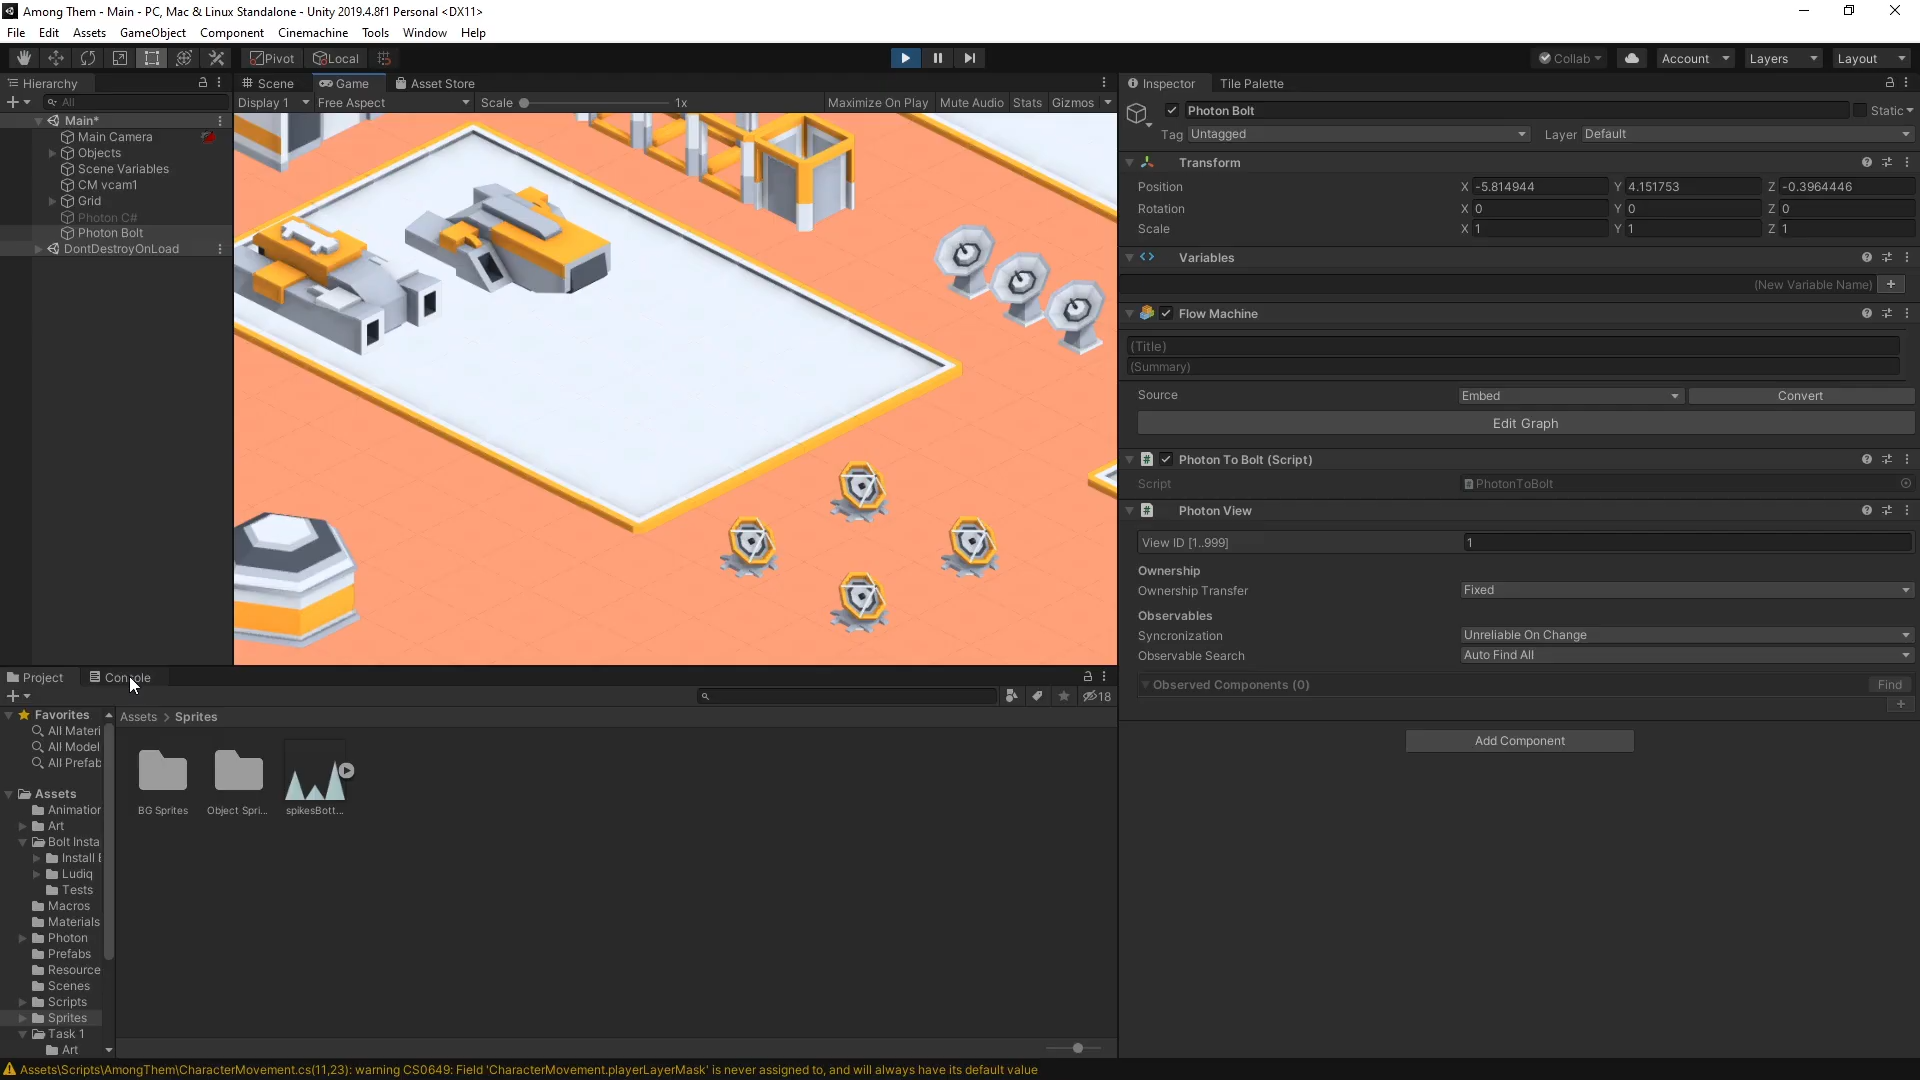 Among Them - Main - PC, Mac & Linux Standalone - Unity 2019.4.8f1 Personal <DX11>
File Edit Assets GameObject Component Cinemachine Tools Window Help
Pivot Local Collab Account Layers Layout
Hierarchy
All
Main*
Main Camera
Objects
Scene Variables
CM vcam1
Grid
Photon C#
Photon Bolt
DontDestroyOnLoad
Scene Game Asset Store
Display 1 Free Aspect Scale 1x Maximize On Play Mute Audio Stats Gizmos
Inspector Tile Palette
Photon Bolt Static
Tag Untagged Layer Default
Transform
Position X -5.814944 Y 4.151753 Z -0.3964446
Rotation X 0 Y 0 Z 0
Scale X 1 Y 1 Z 1
Variables
(New Variable Name)
Flow Machine
(Title)
(Summary)
Source Embed Convert
Edit Graph
Photon To Bolt (Script)
Script PhotonToBolt
Photon View
View ID [1..999] 1
Ownership
Ownership Transfer Fixed
Observables
Syncronization Unreliable On Change
Observable Search Auto Find All
Observed Components (0) Find
Add Component
Project Console
18
Favorites
All Materi
All Model
All Prefab
Assets
Animation
Art
Bolt Insta
Install
Ludiq
Tests
Macros
Materials
Photon
Prefabs
Resource
Scenes
Scripts
Sprites
Task 1
Art
Assets > Sprites
BG Sprites Object Spri... spikesBott...
Assets\Scripts\AmongThem\CharacterMovement.cs(11,23): warning CS0649: Field 'CharacterMovement.playerLayerMask' is never assigned to, and will always have its default value